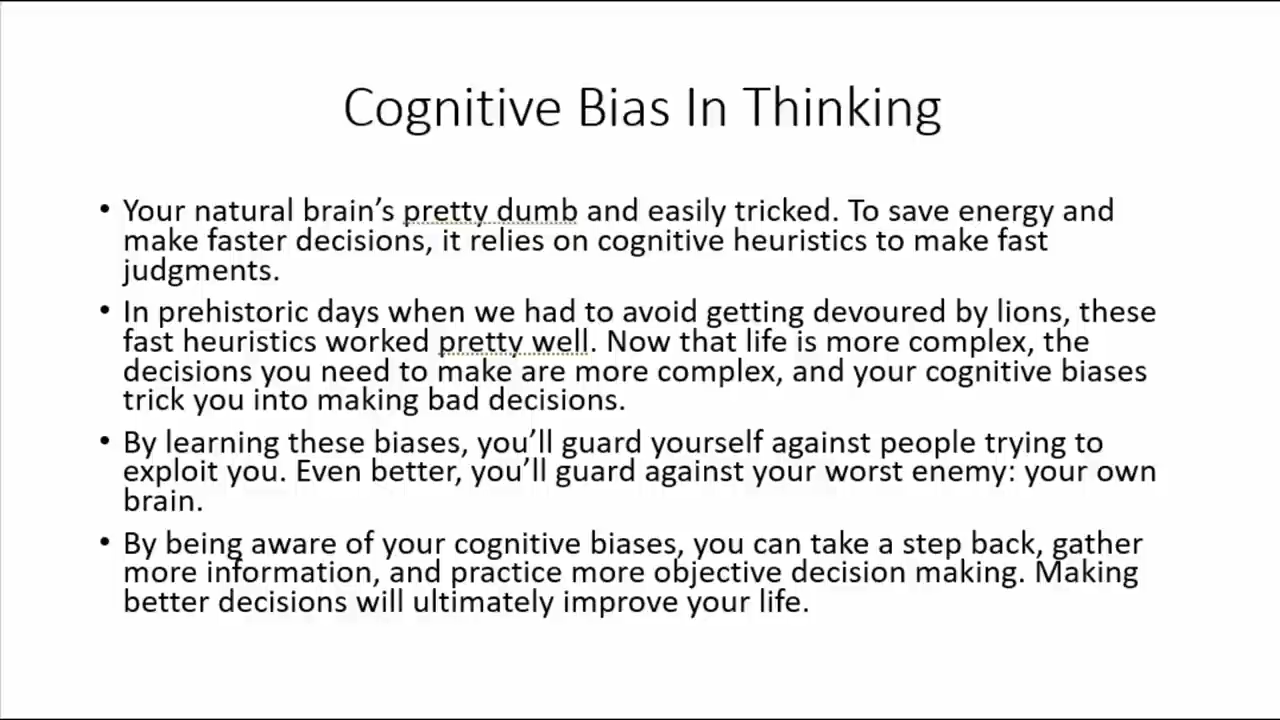 Cognitive Bias In Thinking
• Your natural brain’s pretty dumb and easily tricked. To save energy and
make faster decisions, it relies on cognitive heuristics to make fast
judgments.
• In prehistoric days when we had to avoid getting devoured by lions, these
fast heuristics worked pretty well. Now that life is more complex, the
decisions you need to make are more complex, and your cognitive biases
trick you into making bad decisions.
• By learning these biases, you’ll guard yourself against people trying to
exploit you. Even better, you’ll guard against your worst enemy: your own
brain.
• By being aware of your cognitive biases, you can take a step back, gather
more information, and practice more objective decision making. Making
better decisions will ultimately improve your life.